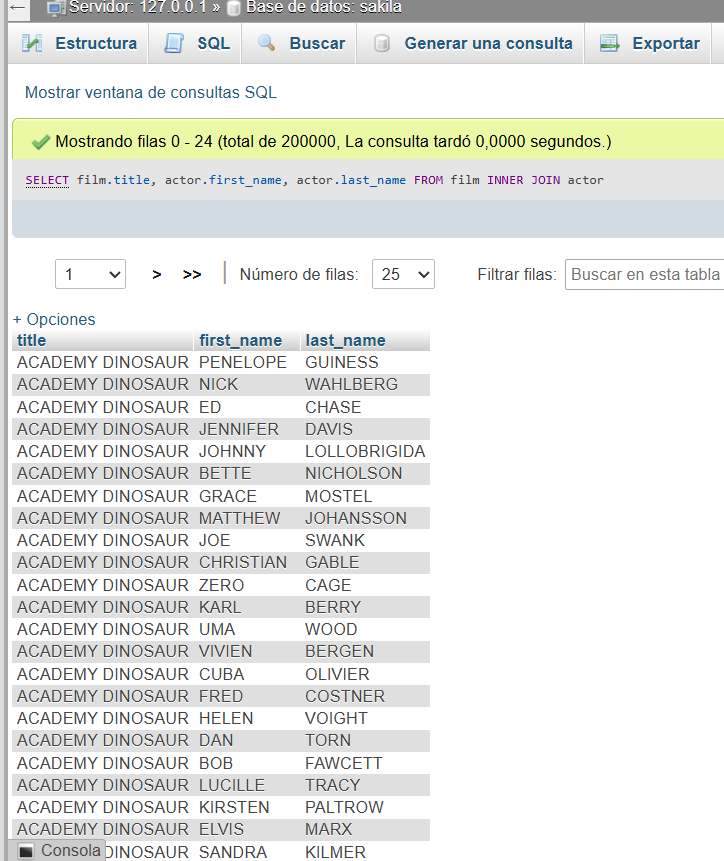 ← Servidor: 127.0.0.1 » Base de datos: sakila
Estructura SQL Buscar Generar una consulta Exportar
Mostrar ventana de consultas SQL
Mostrando filas 0 - 24 (total de 200000, La consulta tardó 0,0000 segundos.)
SELECT film.title, actor.first_name, actor.last_name FROM film INNER JOIN actor
1 > >> | Número de filas: 25 Filtrar filas: Buscar en esta tabla
+ Opciones
title first_name last_name
ACADEMY DINOSAUR PENELOPE GUINESS
ACADEMY DINOSAUR NICK WAHLBERG
ACADEMY DINOSAUR ED CHASE
ACADEMY DINOSAUR JENNIFER DAVIS
ACADEMY DINOSAUR JOHNNY LOLLOBRIGIDA
ACADEMY DINOSAUR BETTE NICHOLSON
ACADEMY DINOSAUR GRACE MOSTEL
ACADEMY DINOSAUR MATTHEW JOHANSSON
ACADEMY DINOSAUR JOE SWANK
ACADEMY DINOSAUR CHRISTIAN GABLE
ACADEMY DINOSAUR ZERO CAGE
ACADEMY DINOSAUR KARL BERRY
ACADEMY DINOSAUR UMA WOOD
ACADEMY DINOSAUR VIVIEN BERGEN
ACADEMY DINOSAUR CUBA OLIVIER
ACADEMY DINOSAUR FRED COSTNER
ACADEMY DINOSAUR HELEN VOIGHT
ACADEMY DINOSAUR DAN TORN
ACADEMY DINOSAUR BOB FAWCETT
ACADEMY DINOSAUR LUCILLE TRACY
ACADEMY DINOSAUR KIRSTEN PALTROW
ACADEMY DINOSAUR ELVIS MARX
Consola DINOSAUR SANDRA KILMER